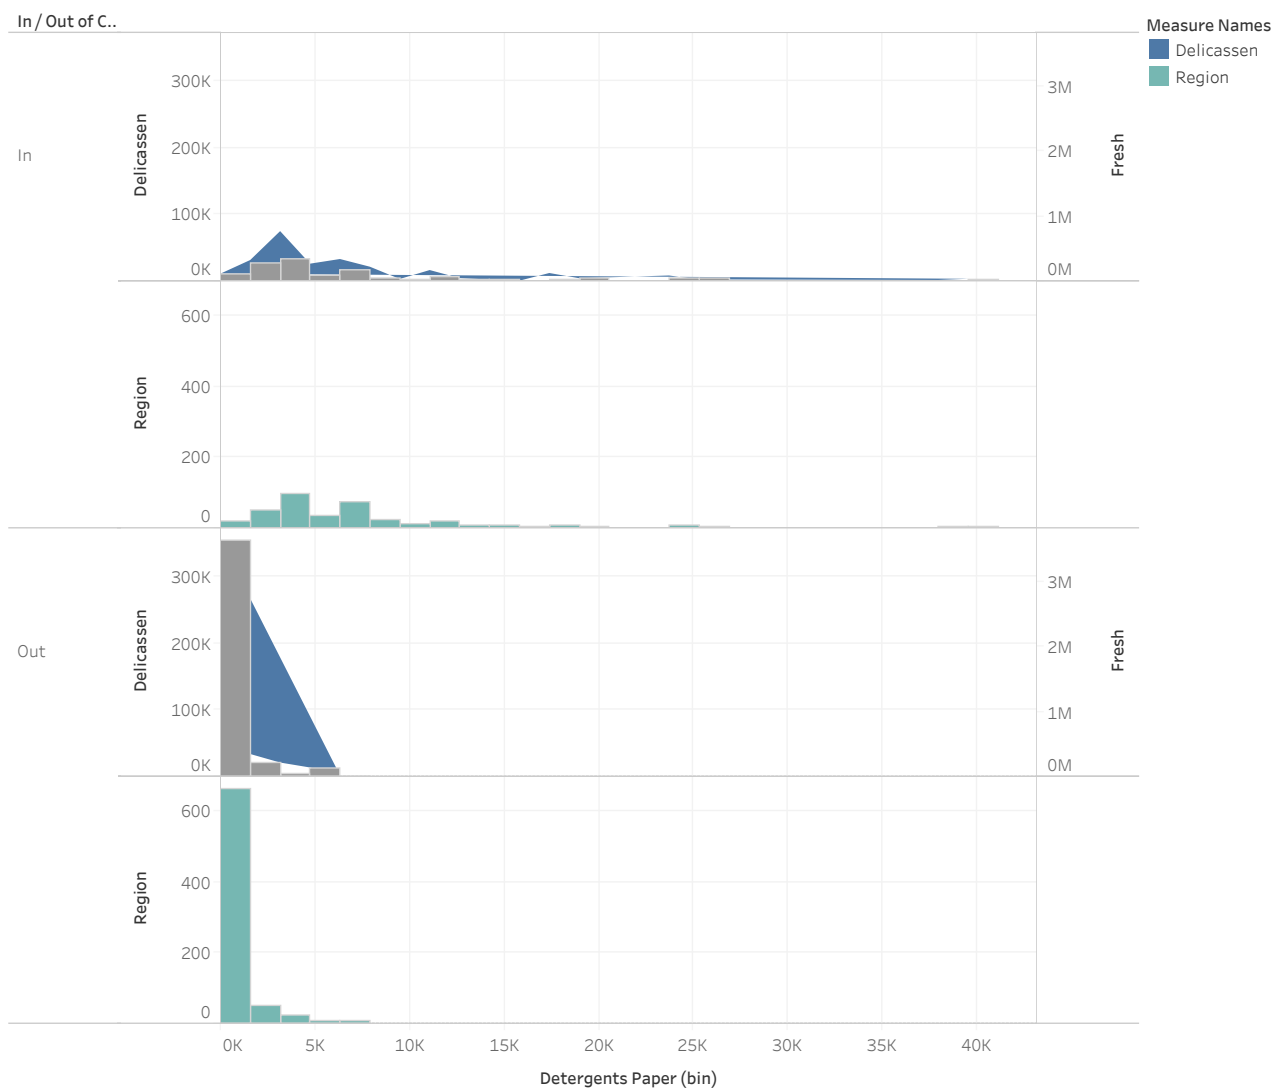 In / Out of C..
Measure Names
Delicassen
Region
In
Delicassen
300K
200K
100K
0K
3M
2M
1M
0M
Fresh
Region
600
400
200
0
Out
Delicassen
300K
200K
100K
0K
3M
2M
1M
0M
Fresh
Region
600
400
200
0
0K 5K 10K 15K 20K 25K 30K 35K 40K
Detergents Paper (bin)